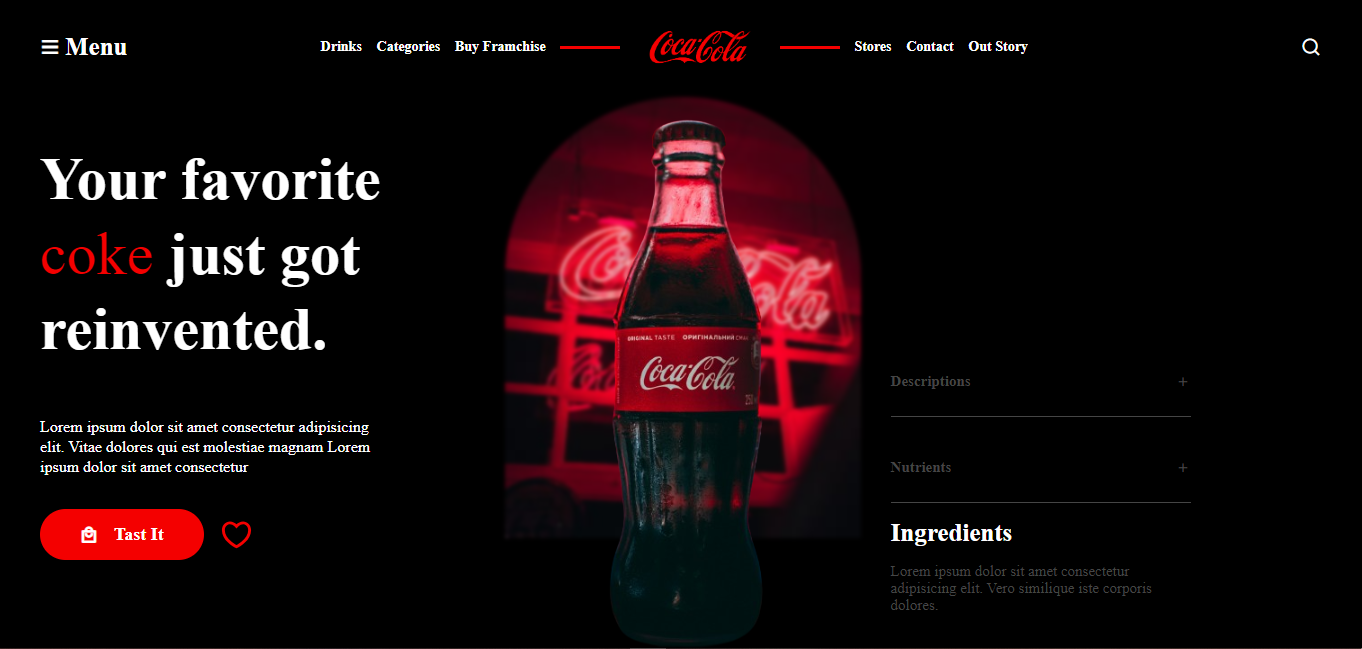 Menu
Drinks Categories Buy Framchise Coca-Cola Stores Contact Out Story
Your favorite
coke just got
reinvented.
Lorem ipsum dolor sit amet consectetur adipisicing
elit. Vitae dolores qui est molestiae magnam Lorem
ipsum dolor sit amet consectetur
Tast It
ORIGINAL TASTE ОРИГІНАЛЬНИЙ СМАК
Coca-Cola
250
Descriptions +
Nutrients +
Ingredients
Lorem ipsum dolor sit amet consectetur
adipisicing elit. Vero similique iste corporis
dolores.